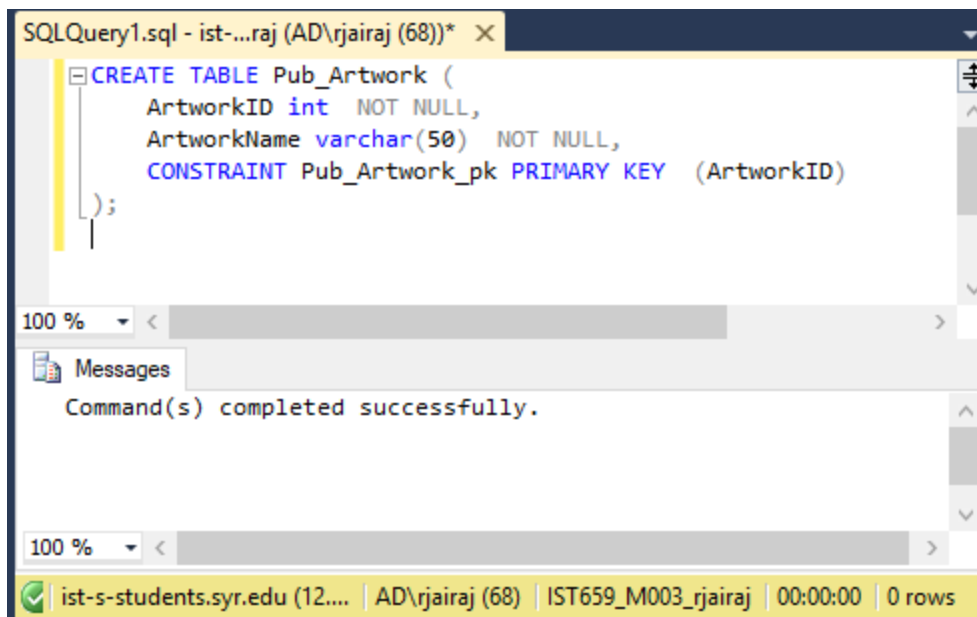 SQLQuery1.sql - ist-...raj (AD\rjairaj (68))*
CREATE TABLE Pub_Artwork (
ArtworkID int  NOT NULL,
ArtworkName varchar(50)  NOT NULL,
CONSTRAINT Pub_Artwork_pk PRIMARY KEY  (ArtworkID)
);
100 %
Messages
Command(s) completed successfully.
100 %
ist-s-students.syr.edu (12.... AD\rjairaj (68) IST659_M003_rjairaj 00:00:00 0 rows